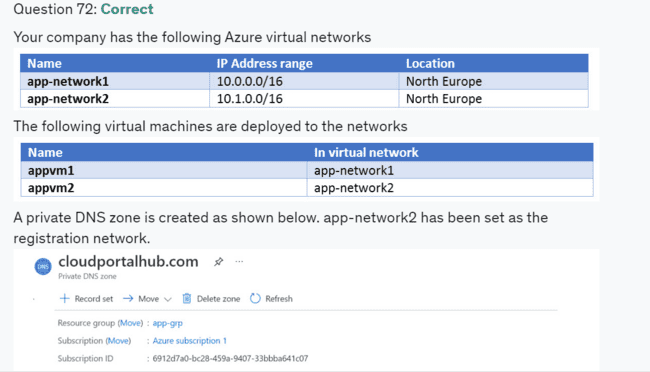 Question 72: Correct
Your company has the following Azure virtual networks
Name IP Address range Location
app-network1 10.0.0.0/16 North Europe
app-network2 10.1.0.0/16 North Europe
The following virtual machines are deployed to the networks
Name In virtual network
appvm1 app-network1
appvm2 app-network2
A private DNS zone is created as shown below. app-network2 has been set as the
registration network.
DNS cloudportalhub.com ...
Private DNS zone
+ Record set → Move Delete zone Refresh
Resource group (Move) : app-grp
Subscription (Move) : Azure subscription 1
Subscription ID : 6912d7a0-bc28-459a-9407-33bbba641c07